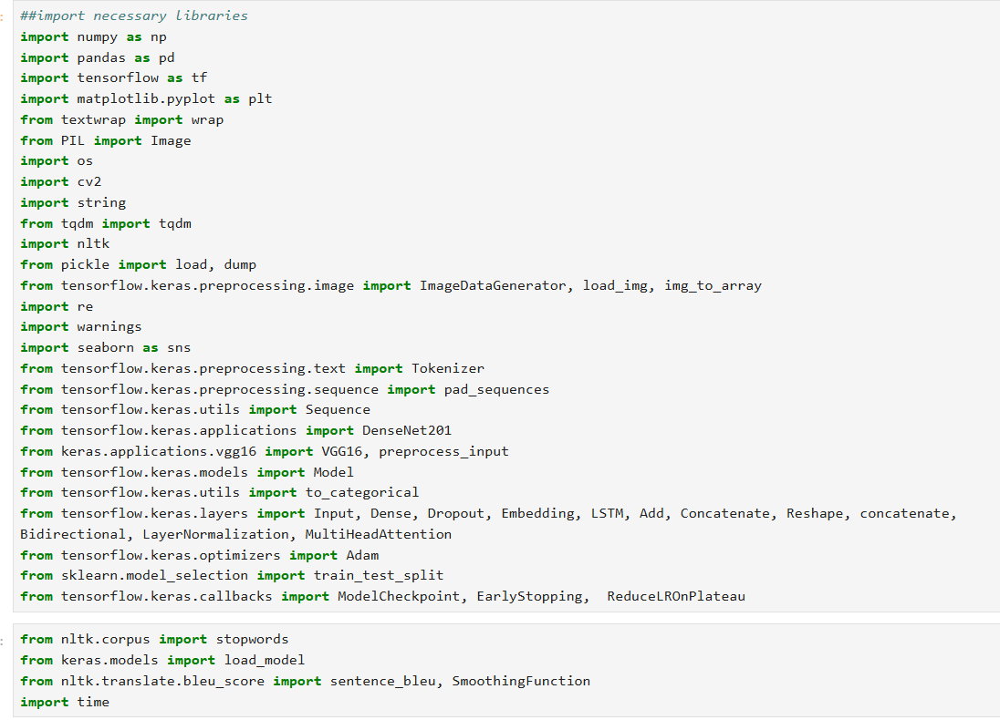 ##import necessary libraries
import numpy as np
import pandas as pd
import tensorflow as tf
import matplotlib.pyplot as plt
from textwrap import wrap
from PIL import Image
import os
import cv2
import string
from tqdm import tqdm
import nltk
from pickle import load, dump
from tensorflow.keras.preprocessing.image import ImageDataGenerator, load_img, img_to_array
import re
import warnings
import seaborn as sns
from tensorflow.keras.preprocessing.text import Tokenizer
from tensorflow.keras.preprocessing.sequence import pad_sequences
from tensorflow.keras.utils import Sequence
from tensorflow.keras.applications import DenseNet201
from keras.applications.vgg16 import VGG16, preprocess_input
from tensorflow.keras.models import Model
from tensorflow.keras.utils import to_categorical
from tensorflow.keras.layers import Input, Dense, Dropout, Embedding, LSTM, Add, Concatenate, Reshape, concatenate,
Bidirectional, LayerNormalization, MultiHeadAttention
from tensorflow.keras.optimizers import Adam
from sklearn.model_selection import train_test_split
from tensorflow.keras.callbacks import ModelCheckpoint, EarlyStopping,  ReduceLROnPlateau
from nltk.corpus import stopwords
from keras.models import load_model
from nltk.translate.bleu_score import sentence_bleu, SmoothingFunction
import time